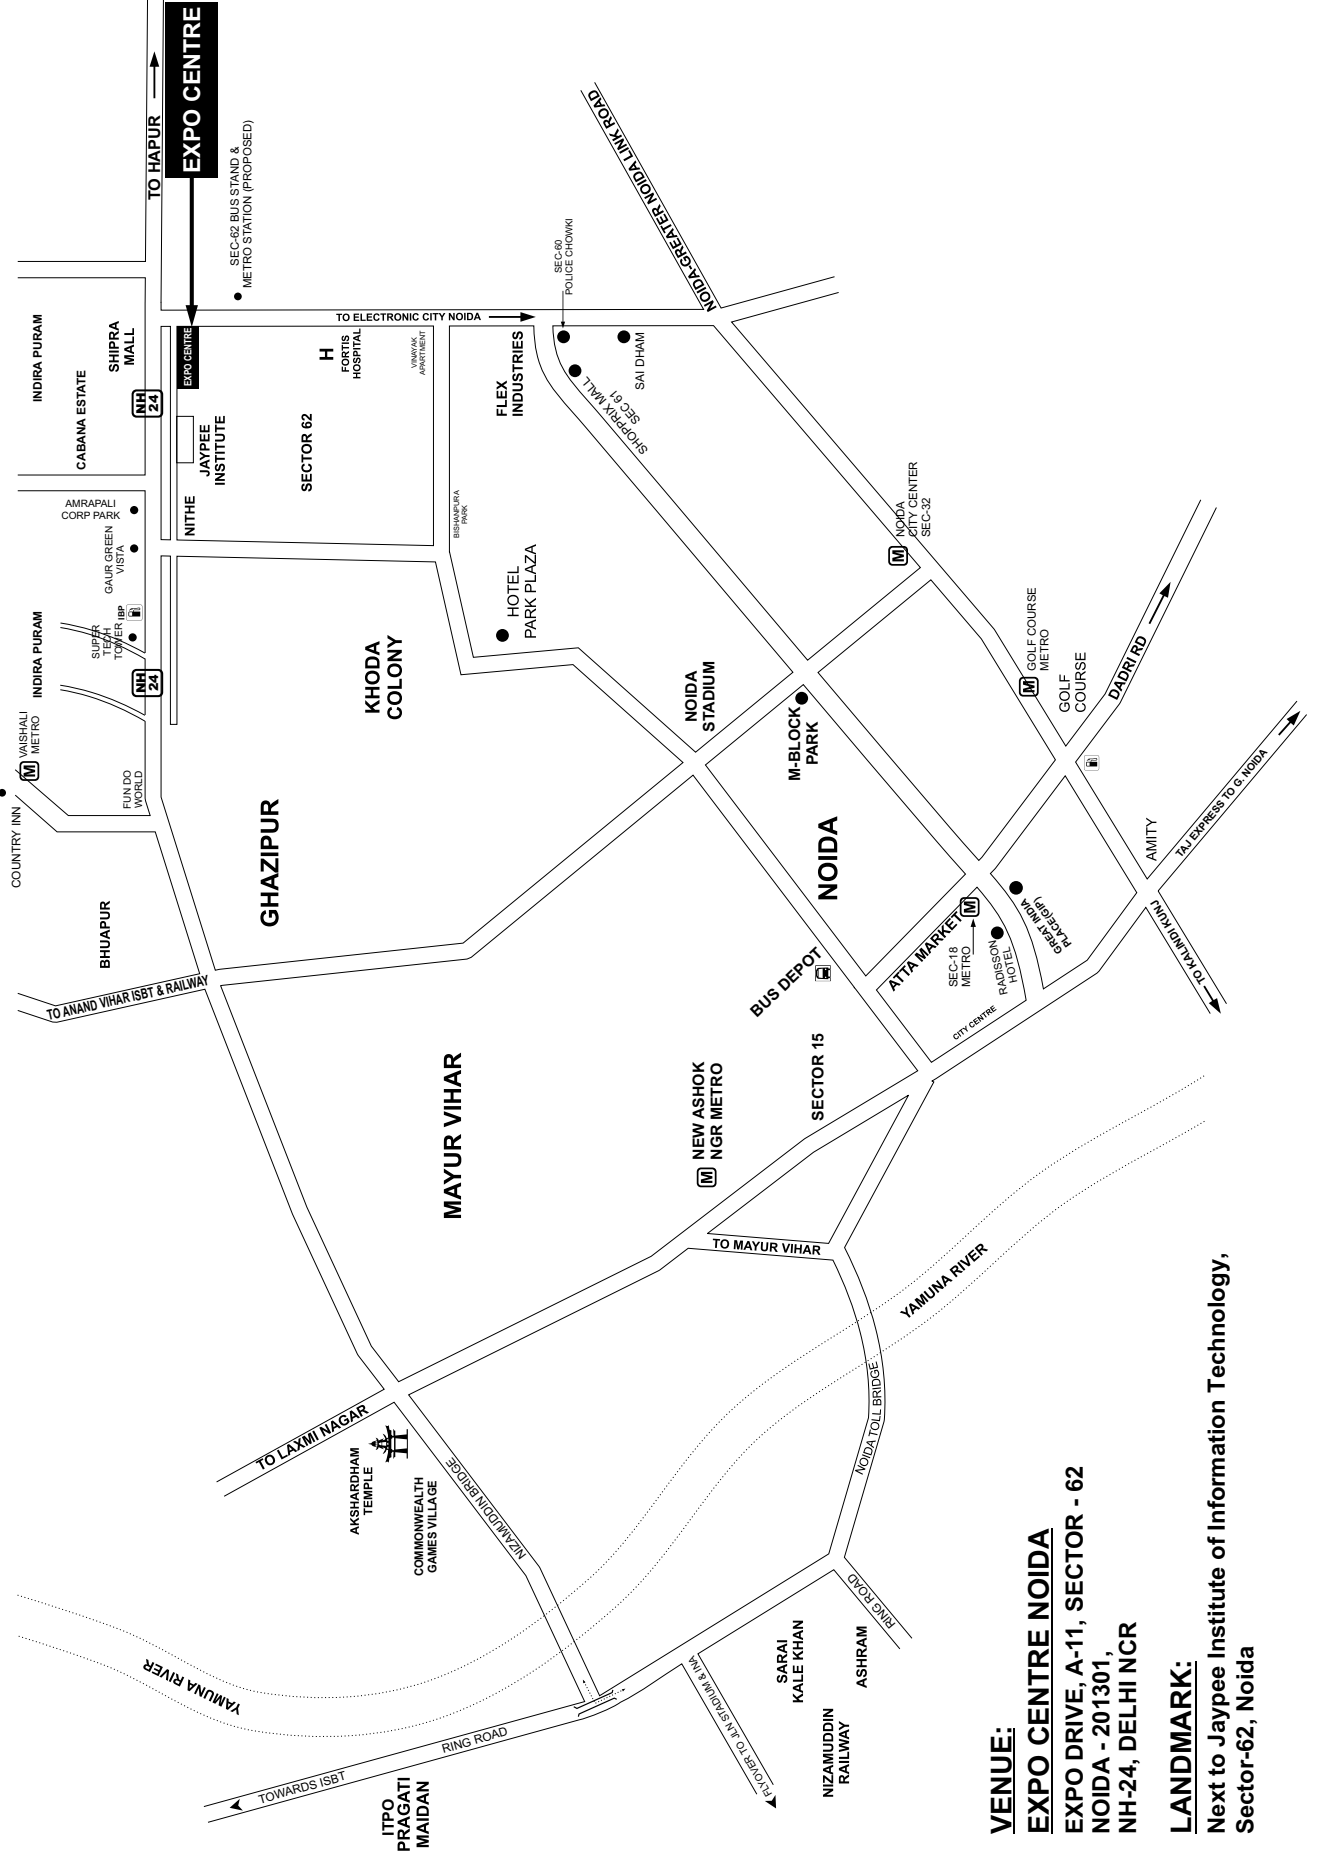 EXPO CENTRE
TO HAPUR
SEC-62 BUS STAND &
METRO STATION (PROPOSED)
NOIDA-GREATER NOIDA LINK ROAD
INDIRA PURAM
SHIPRA
MALL
CABANA ESTATE
NH
24
EXPO CENTRE
JAYPEE
INSTITUTE
NITHE
SECTOR 62
H
FORTIS
HOSPITAL
TO ELECTRONIC CITY NOIDA
VINAYAK
APARTMENT
FLEX
INDUSTRIES
SEC-60
POLICE CHOWKI
SAI DHAM
SHOPPRIX MALL
SEC 61
BISHANPURA
PARK
AMRAPALI
CORP PARK
GAUR GREEN
VISTA
IBP
SUPER
TECH
TOWER
INDIRA PURAM
NH
24
M
VAISHALI
METRO
FUN DO
WORLD
COUNTRY INN
BHUAPUR
KHODA
COLONY
HOTEL
PARK PLAZA
GHAZIPUR
NOIDA
STADIUM
M-BLOCK
PARK
M
NOIDA
CITY CENTER
SEC-32
M
GOLF COURSE
METRO
GOLF
COURSE
DADRI RD
NOIDA
AMITY
TAJ EXPRESS TO G. NOIDA
TO KALINDI KUNJ
ATTA MARKET
M
SEC-18
METRO
RADISSON
HOTEL
GREAT INDIA
PLACE(GIP)
CITY CENTRE
BUS DEPOT
SECTOR 15
M
NEW ASHOK
NGR METRO
MAYUR VIHAR
TO ANAND VIHAR ISBT & RAILWAY
TO MAYUR VIHAR
YAMUNA RIVER
NOIDA TOLL BRIDGE
TO LAXMI NAGAR
AKSHARDHAM
TEMPLE
COMMONWEALTH
GAMES VILLAGE
NIZAMUDDIN BRIDGE
YAMUNA RIVER
RING ROAD
TOWARDS ISBT
ITPO
PRAGATI
MAIDAN
FLYOVER TO JLN STADIUM & INA
SARAI
KALE KHAN
ASHRAM
RING ROAD
NIZAMUDDIN
RAILWAY
VENUE:
EXPO CENTRE NOIDA
EXPO DRIVE, A-11, SECTOR - 62
NOIDA - 201301,
NH-24, DELHI NCR
LANDMARK:
Next to Jaypee Institute of Information Technology,
Sector-62, Noida